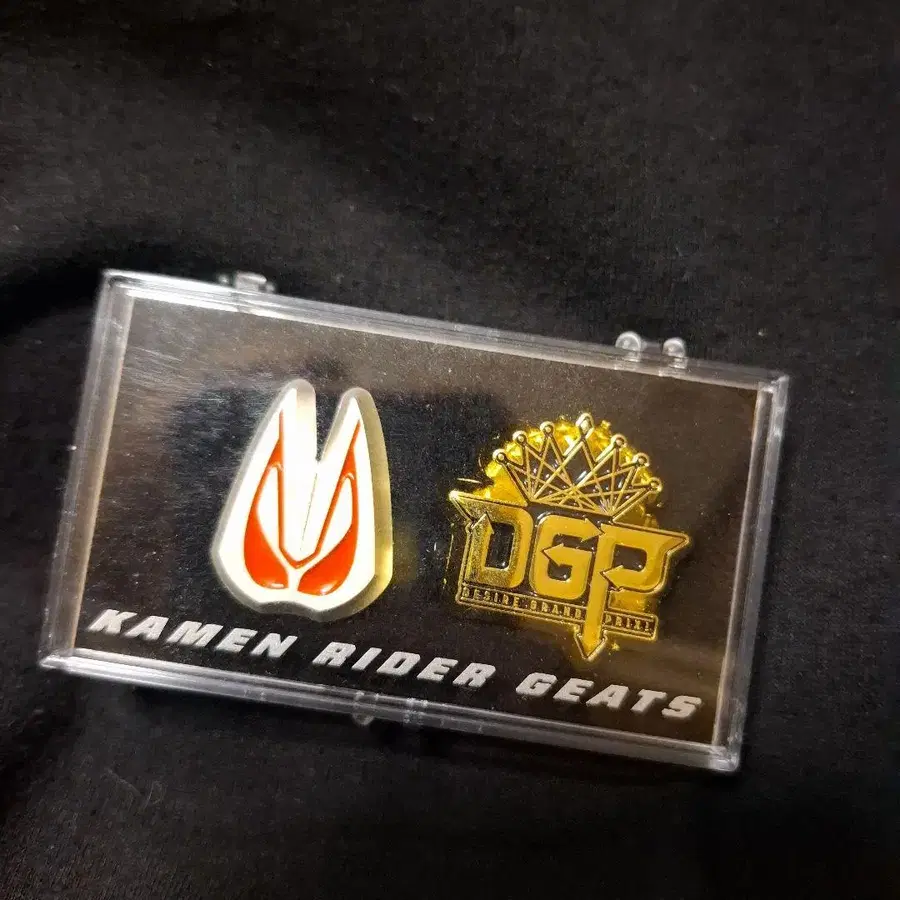 DGP
DESIRE GRAND PRIX!
KAMEN RIDER GEATS